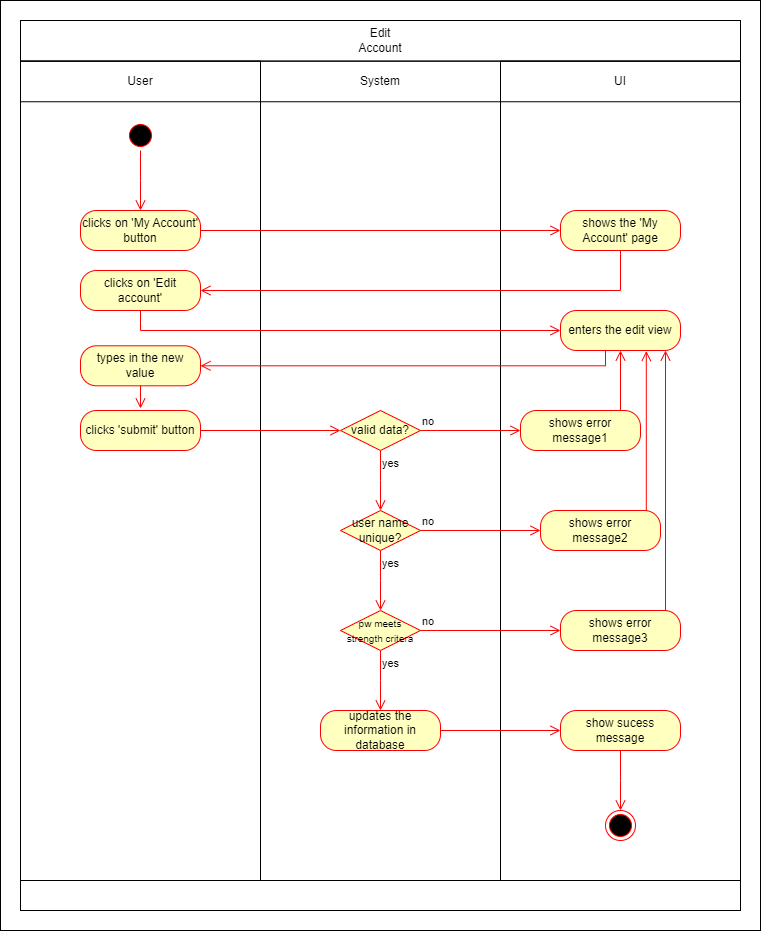 Edit
Account
User
System
UI
clicks on 'My Account'
button
shows the 'My
Account' page
clicks on 'Edit
account'
enters the edit view
types in the new
value
clicks 'submit' button
valid data?
no
shows error
message1
yes
user name
unique?
no
shows error
message2
yes
pw meets
strength critera
no
shows error
message3
yes
updates the
information in
database
show sucess
message